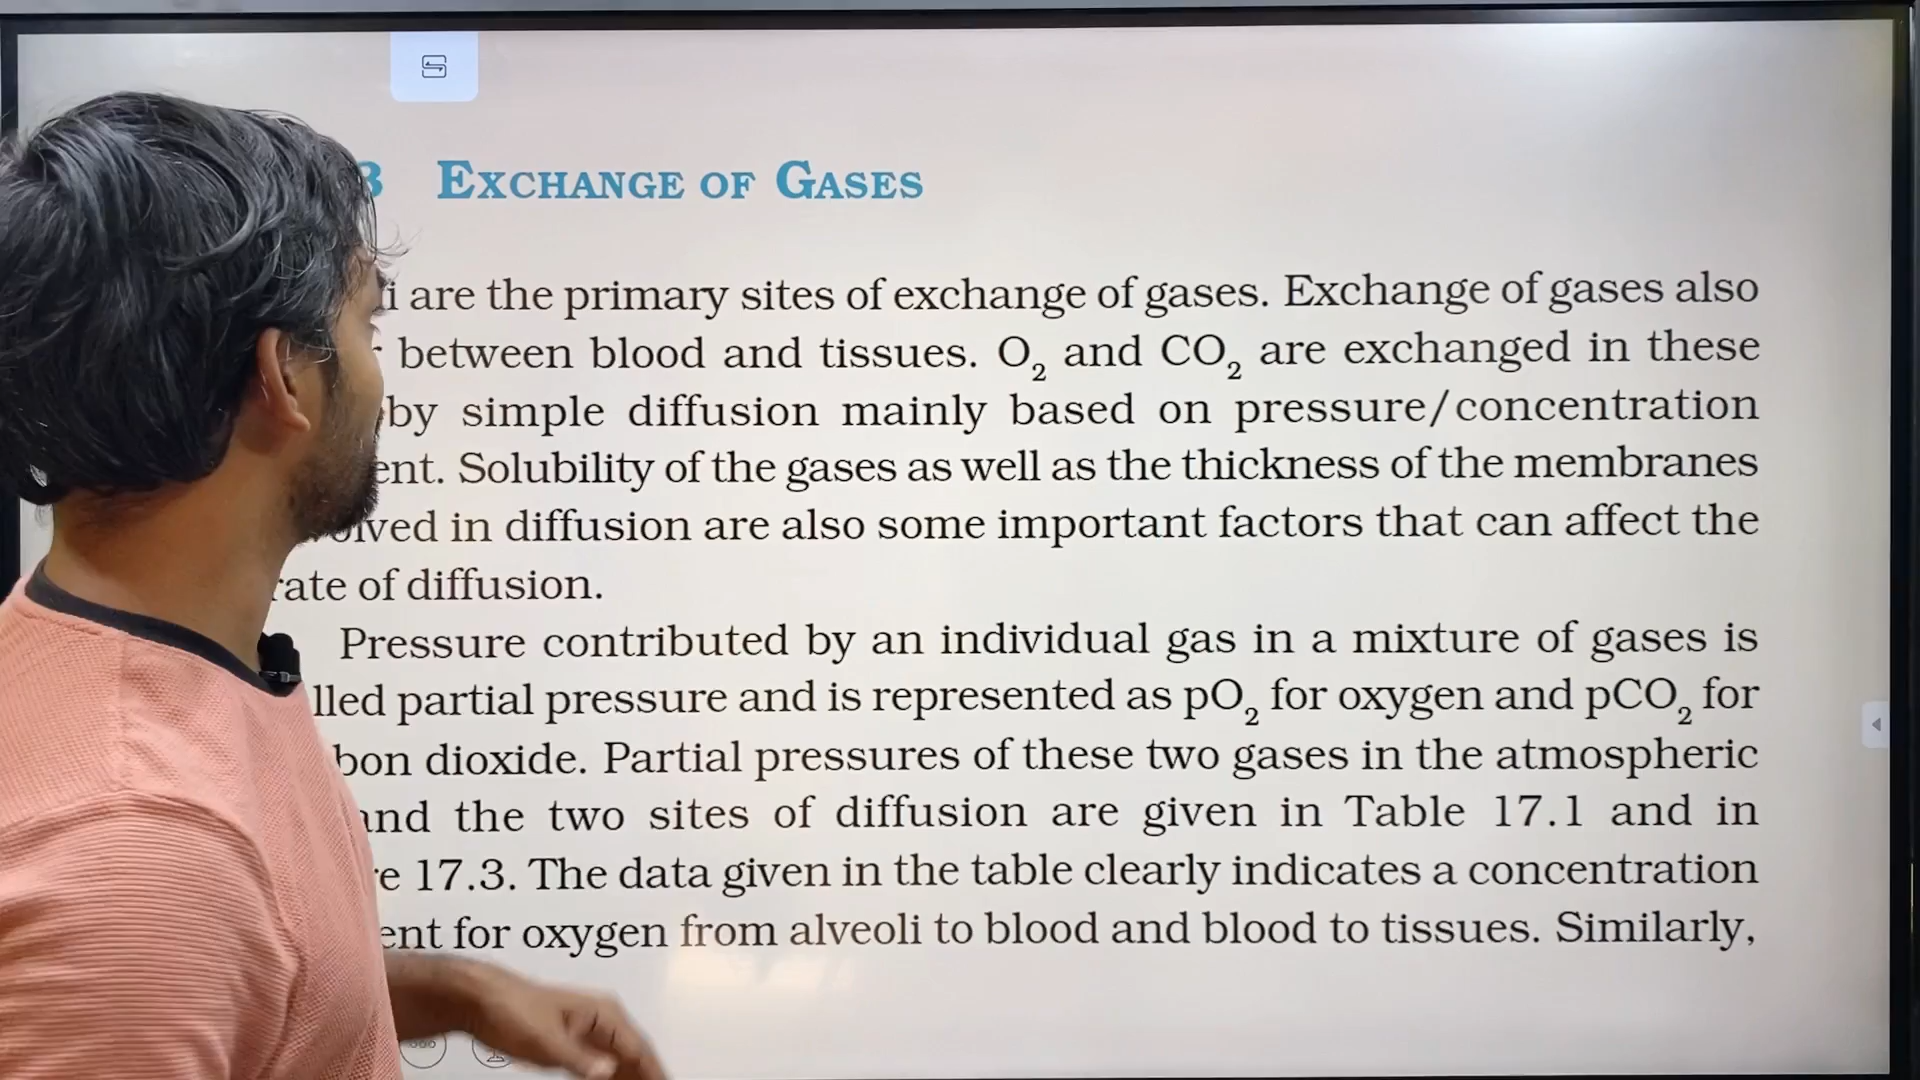 3 EXCHANGE OF GASES
are the primary sites of exchange of gases. Exchange of gases also
between blood and tissues. O₂ and CO₂ are exchanged in these
by simple diffusion mainly based on pressure/concentration
Solubility of the gases as well as the thickness of the membranes
in diffusion are also some important factors that can affect the
rate of diffusion.
Pressure contributed by an individual gas in a mixture of gases is
partial pressure and is represented as pO₂ for oxygen and pCO₂ for
dioxide. Partial pressures of these two gases in the atmospheric
and the two sites of diffusion are given in Table 17.1 and in
17.3. The data given in the table clearly indicates a concentration
for oxygen from alveoli to blood and blood to tissues. Similarly,